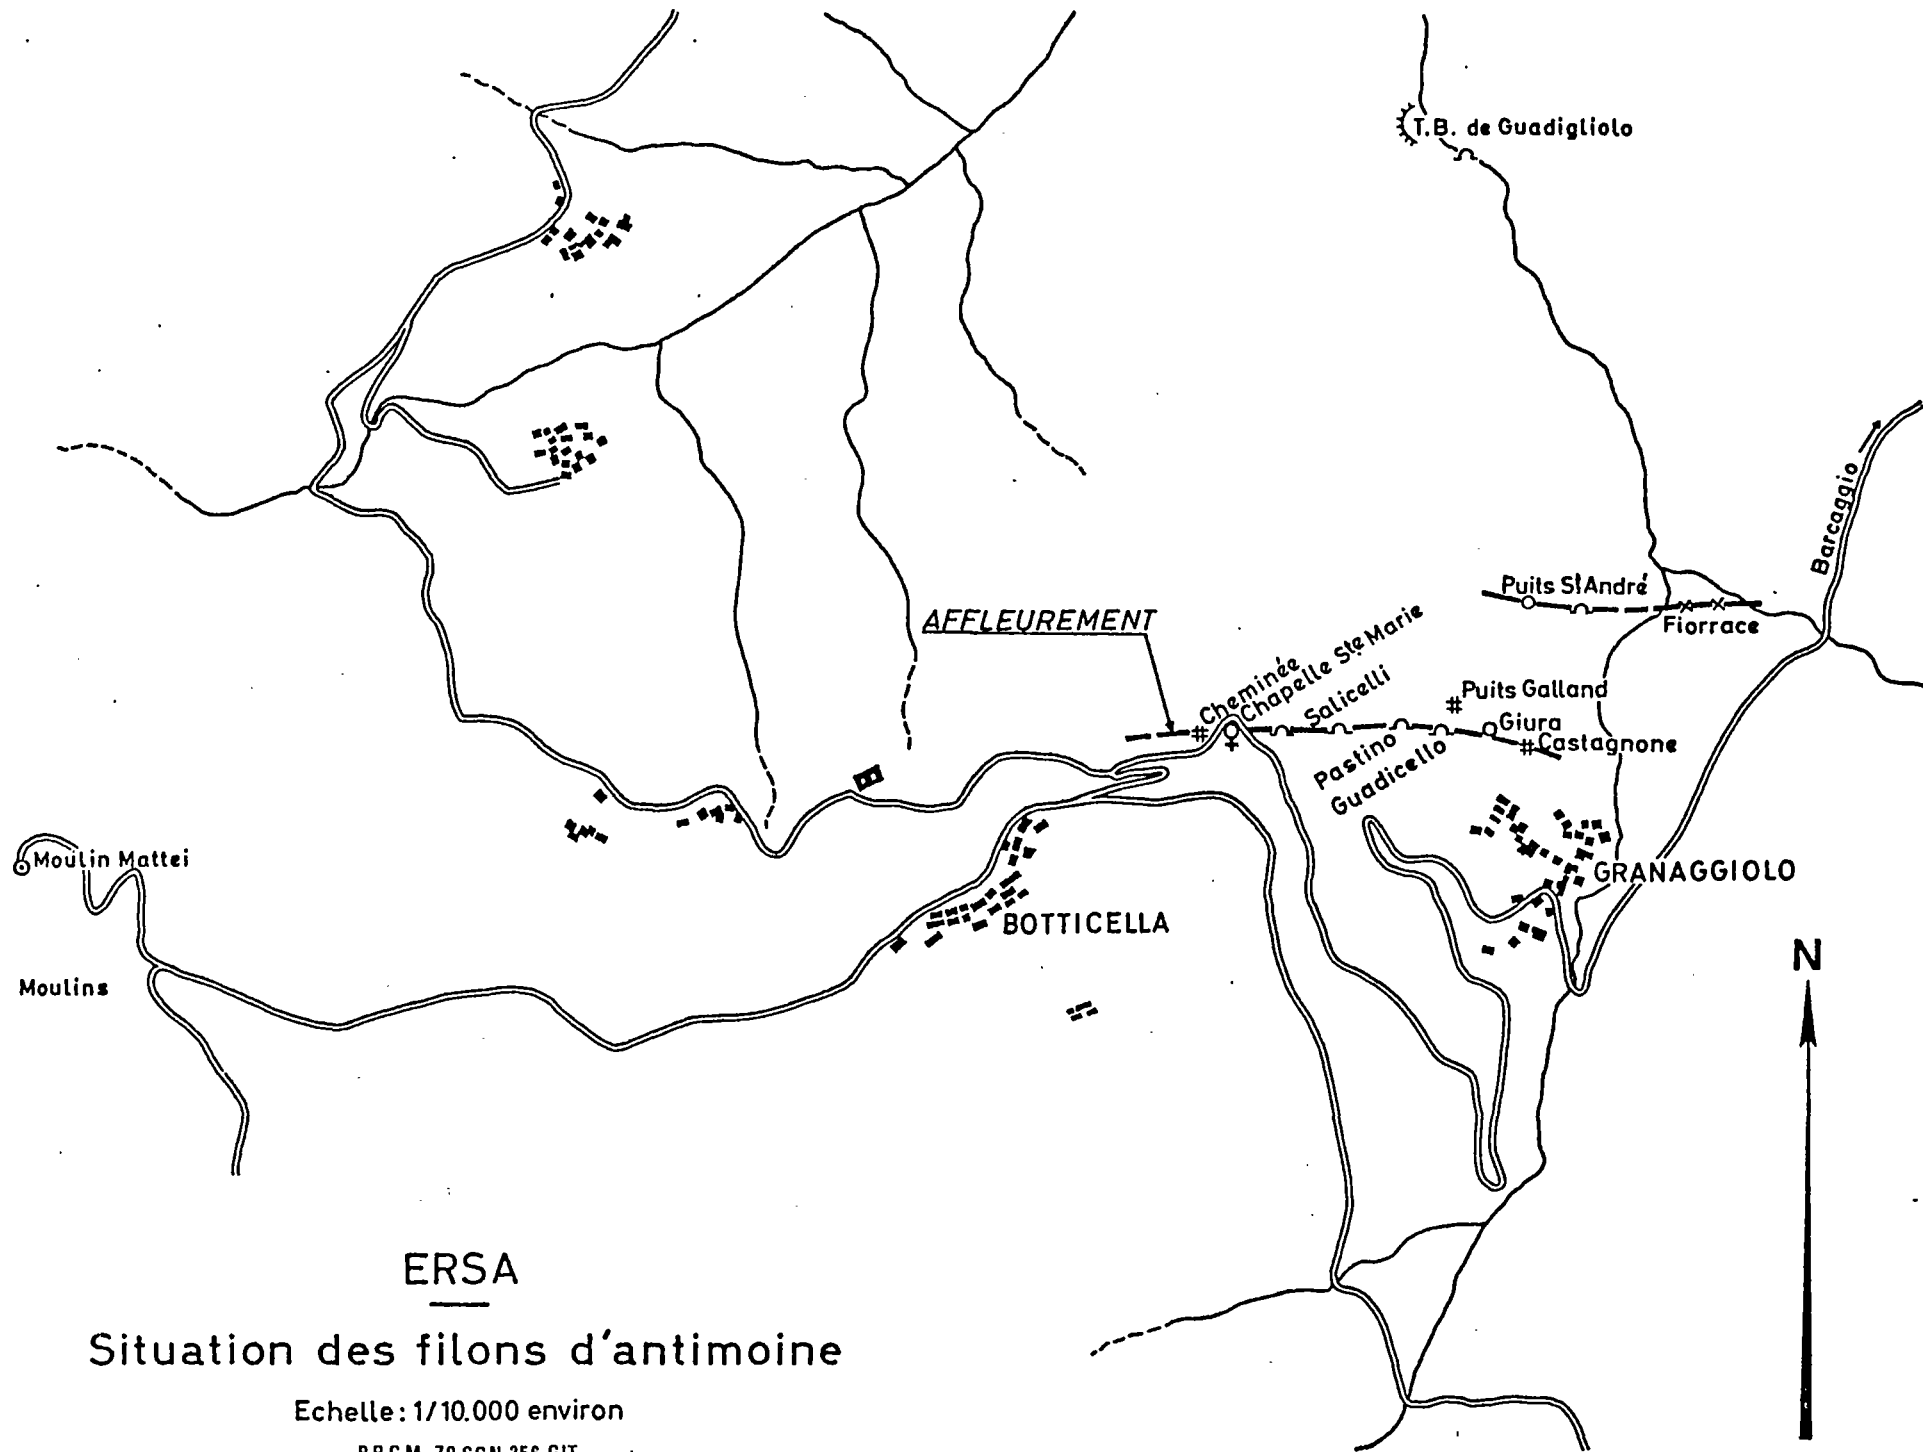 T.B. de Guadigliolo
Barcaggio
Puits St André
Fiorrace
AFFLEUREMENT
Cheminée
Chapelle Ste Marie
Salicelli
Puits Galland
Giura
Castagnone
Pastino
Guadicello
Moulin Mattei
GRANAGGIOLO
BOTTICELLA
Moulins
N
ERSA
Situation des filons d'antimoine
Echelle: 1/10.000 environ